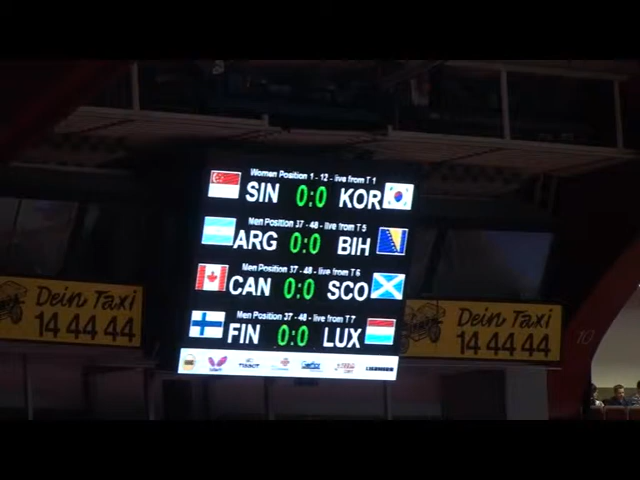 Women Position 1 - 12 - live from T 1
SIN 0:0 KOR
Men Position 37 - 48 - live from T 5
ARG 0:0 BIH
Men Position 37 - 48 - live from T 6
CAN 0:0 SCO
Men Position 37 - 48 - live from T 7
FIN 0:0 LUX
TISSOT
LIEBHERR
Dein Taxi
14 44 44
Dein Taxi
14 44 44